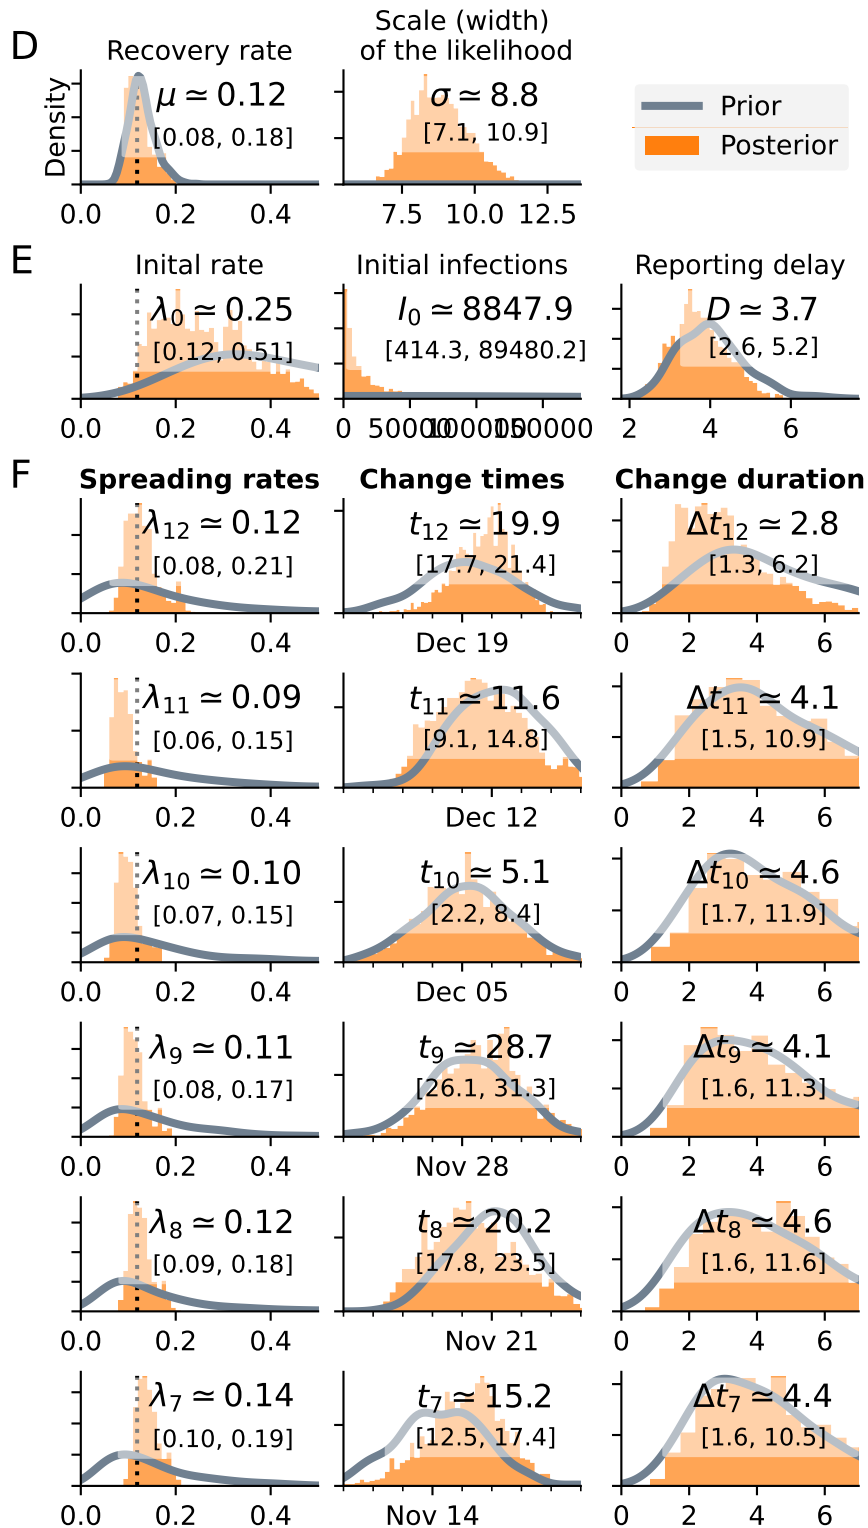 D
Recovery rate
Scale (width)
of the likelihood
Density
μ ≃ 0.12
[0.08, 0.18]
σ ≃ 8.8
[7.1, 10.9]
Prior
Posterior
0.0 0.2 0.4
7.5 10.0 12.5
E
Inital rate
Initial infections
Reporting delay
λ0 ≃ 0.25
[0.12, 0.51]
I0 ≃ 8847.9
[414.3, 89480.2]
D ≃ 3.7
[2.6, 5.2]
0.0 0.2 0.4
0 50000 100000 150000
2 4 6
F
Spreading rates
Change times
Change duration
λ12 ≃ 0.12
[0.08, 0.21]
t12 ≃ 19.9
[17.7, 21.4]
Δt12 ≃ 2.8
[1.3, 6.2]
0.0 0.2 0.4
Dec 19
0 2 4 6
λ11 ≃ 0.09
[0.06, 0.15]
t11 ≃ 11.6
[9.1, 14.8]
Δt11 ≃ 4.1
[1.5, 10.9]
0.0 0.2 0.4
Dec 12
0 2 4 6
λ10 ≃ 0.10
[0.07, 0.15]
t10 ≃ 5.1
[2.2, 8.4]
Δt10 ≃ 4.6
[1.7, 11.9]
0.0 0.2 0.4
Dec 05
0 2 4 6
λ9 ≃ 0.11
[0.08, 0.17]
t9 ≃ 28.7
[26.1, 31.3]
Δt9 ≃ 4.1
[1.6, 11.3]
0.0 0.2 0.4
Nov 28
0 2 4 6
λ8 ≃ 0.12
[0.09, 0.18]
t8 ≃ 20.2
[17.8, 23.5]
Δt8 ≃ 4.6
[1.6, 11.6]
0.0 0.2 0.4
Nov 21
0 2 4 6
λ7 ≃ 0.14
[0.10, 0.19]
t7 ≃ 15.2
[12.5, 17.4]
Δt7 ≃ 4.4
[1.6, 10.5]
0.0 0.2 0.4
Nov 14
0 2 4 6